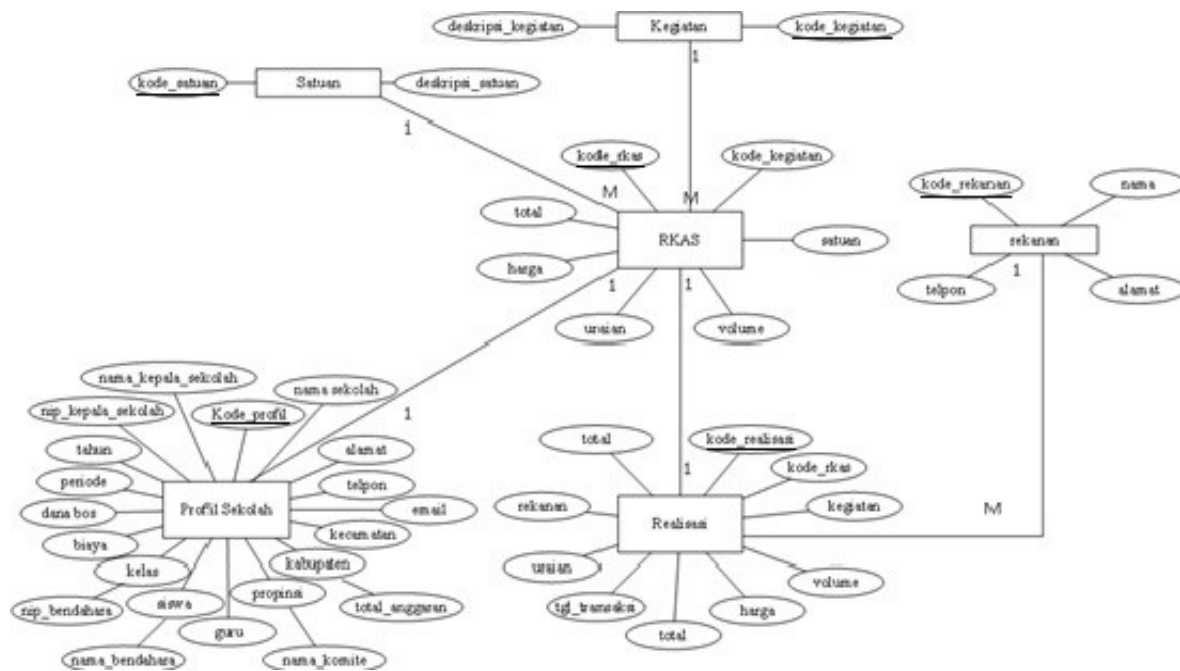 deskripsi_kegiatan
Kegiatan
kode_kegiatan
1
kode_satuan
Satuan
deskripsi_satuan
1
kode_rkas
kode_kegiatan
M
M
total
RKAS
satuan
harga
1
1
uraian
volume
kode_rekanan
nama
rekanan
1
telpon
alamat
nama_kepala_sekolah
nama sekolah
nip_kepala_sekolah
Kode_profil
1
tahun
alamat
periode
telpon
dana bos
Profil Sekolah
email
biaya
kecamatan
kelas
kabupaten
nip_bendahara
siswa
propinsi
total_anggaran
guru
nama_bendahara
nama_komite
total
kode_realisasi
1
kode_rkas
rekanan
Realisasi
kegiatan
M
uraian
volume
tgl_transaksi
harga
total